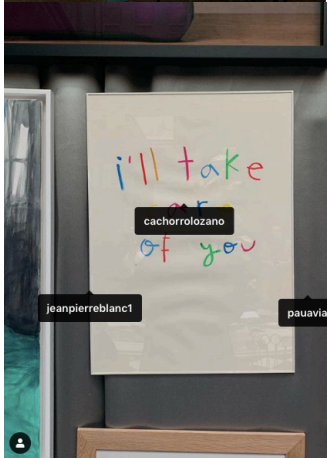 i'll take
cachorrolozano
of you
jeanpierreblanc1
pauavia